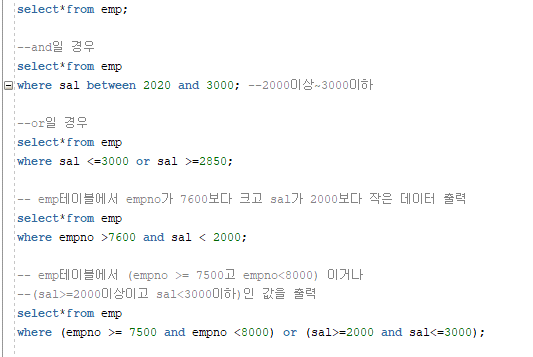 select*from emp;
--and일 경우
select*from emp
where sal between 2020 and 3000; --2000이상~3000이하
--or일 경우
select*from emp
where sal <=3000 or sal >=2850;
-- emp테이블에서 empno가 7600보다 크고 sal가 2000보다 작은 데이터 출력
select*from emp
where empno >7600 and sal < 2000;
-- emp테이블에서 (empno >= 7500고 empno<8000) 이거나
--(sal>=2000이상이고 sal<3000이하)인 값을 출력
select*from emp
where (empno >= 7500 and empno <8000) or (sal>=2000 and sal<=3000);